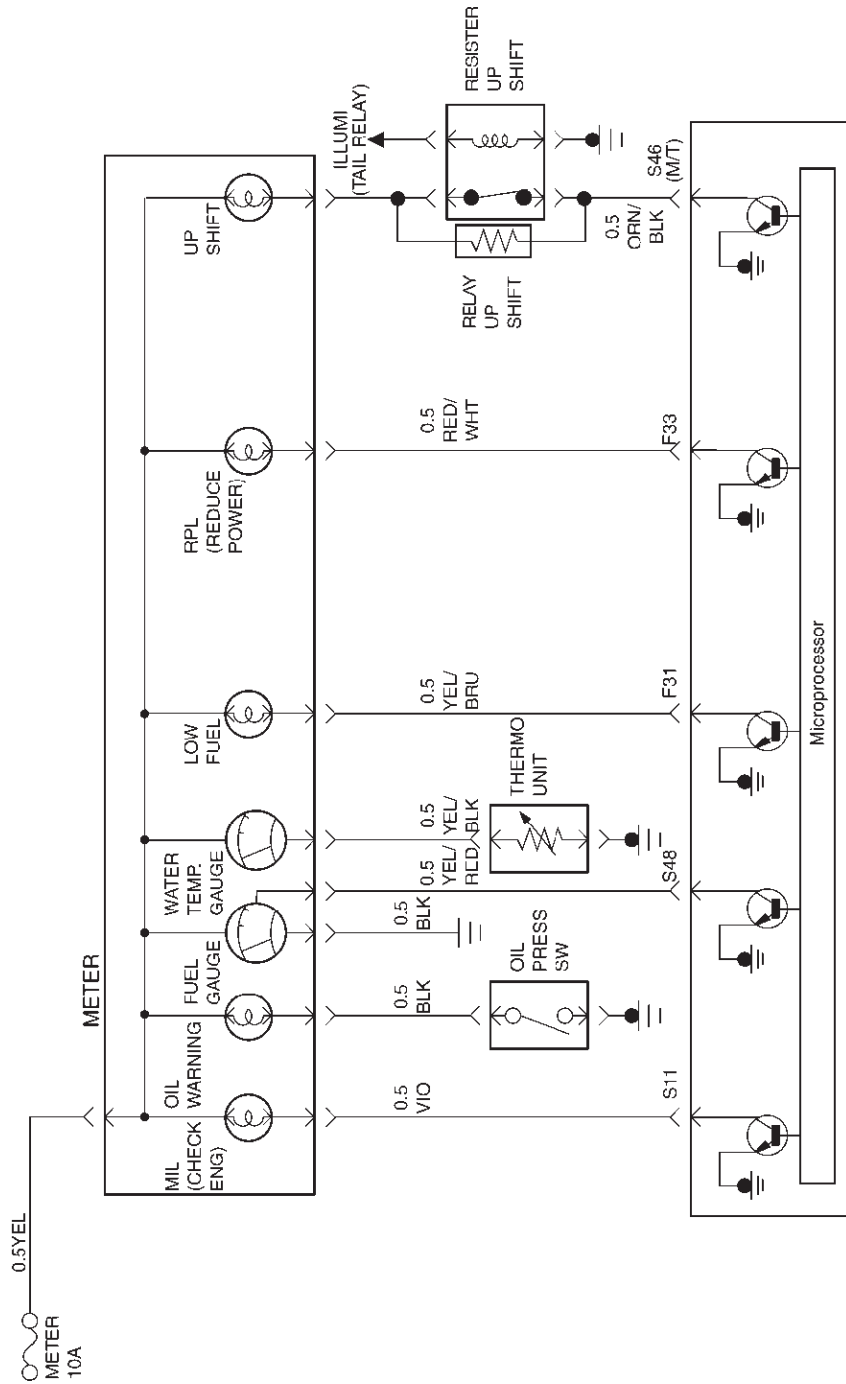 METER
10A
0.5YEL
METER
MIL
(CHECK
ENG)
OIL
WARNING
FUEL
GAUGE
WATER
TEMP.
GAUGE
LOW
FUEL
RPL
(REDUCE
POWER)
UP
SHIFT
0.5
VIO
0.5
BLK
0.5
BLK
0.5
YEL/
RED
0.5
YEL/
BLK
0.5
YEL/
BRU
0.5
RED/
WHT
ILLUMI
(TAIL RELAY)
RESISTER
UP
SHIFT
RELAY
UP
SHIFT
0.5
ORN/
BLK
OIL
PRESS
SW
THERMO
UNIT
S11
S48
F31
F33
S46
(M/T)
Microprocessor